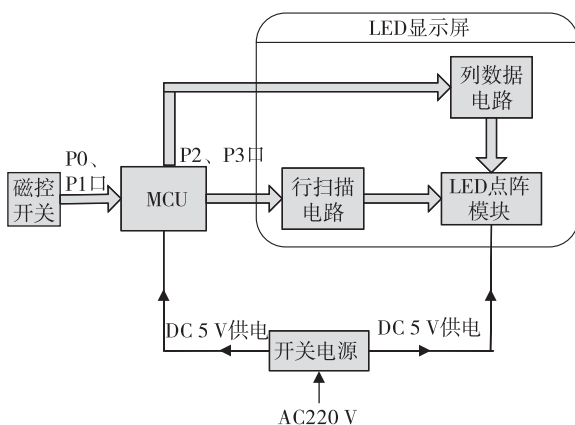 LED显示屏
列数据
电路
P0、
P1口
P2、P3口
磁控
开关
MCU
行扫描
电路
LED点阵
模块
DC 5 V供电
DC 5 V供电
开关电源
AC220 V